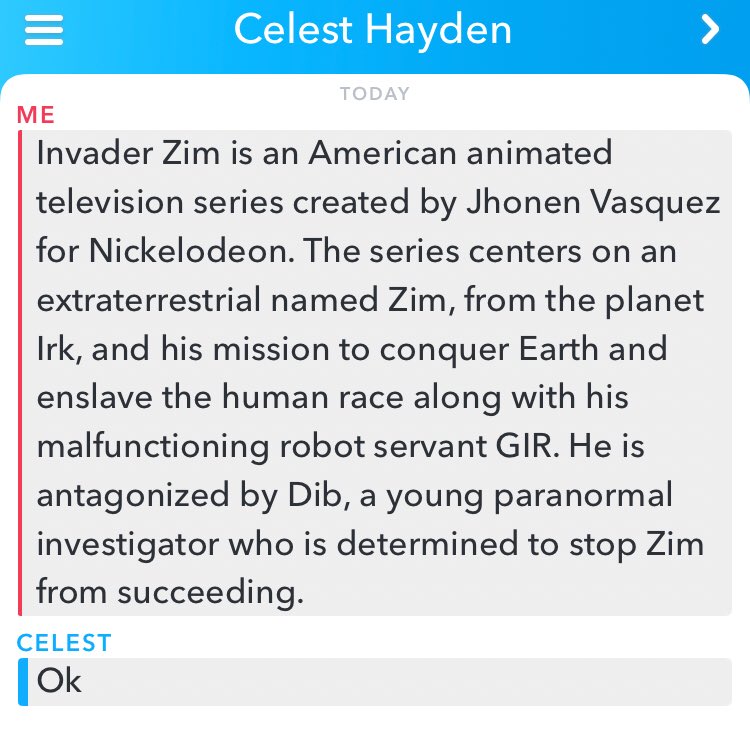 Celest Hayden
TODAY
ME
Invader Zim is an American animated
television series created by Jhonen Vasquez
for Nickelodeon. The series centers on an
extraterrestrial named Zim, from the planet
Irk, and his mission to conquer Earth and
enslave the human race along with his
malfunctioning robot servant GIR. He is
antagonized by Dib, a young paranormal
investigator who is determined to stop Zim
from succeeding.
CELEST
Ok